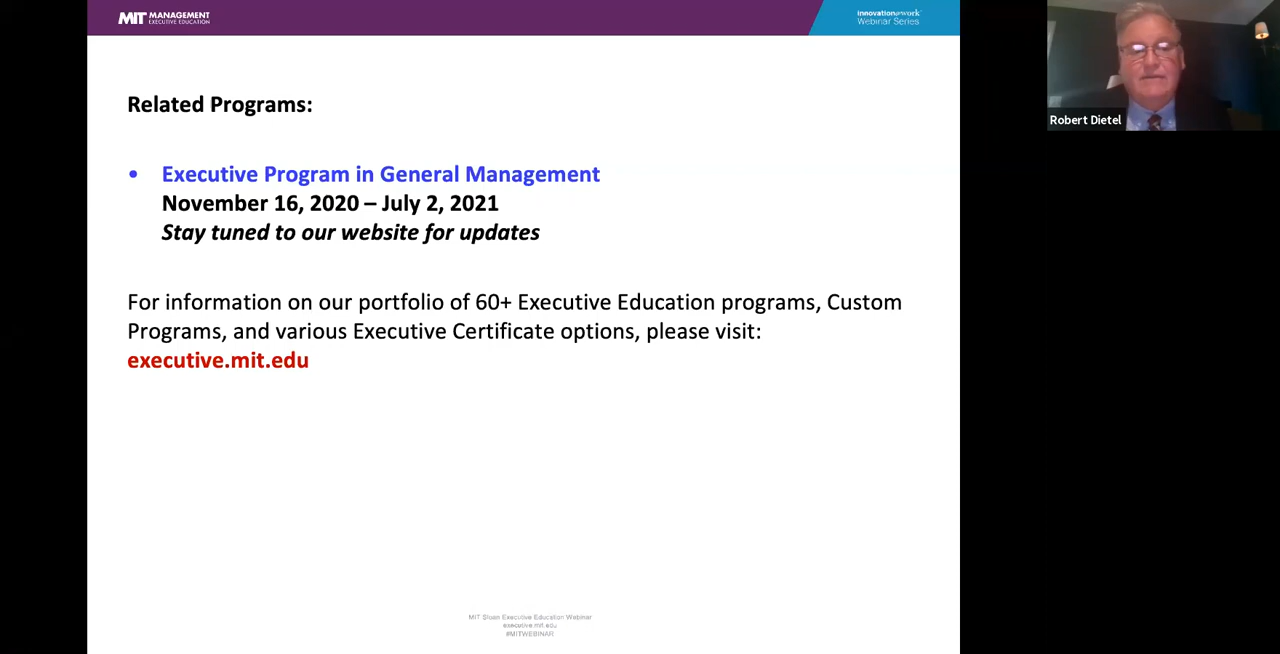 MIT MANAGEMENT
EXECUTIVE EDUCATION
innovation@work
Webinar Series
Robert Dietel
Related Programs:
• Executive Program in General Management
November 16, 2020 – July 2, 2021
Stay tuned to our website for updates
For information on our portfolio of 60+ Executive Education programs, Custom
Programs, and various Executive Certificate options, please visit:
executive.mit.edu
MIT Sloan Executive Education Webinar
executive.mit.edu
#MITWEBINAR